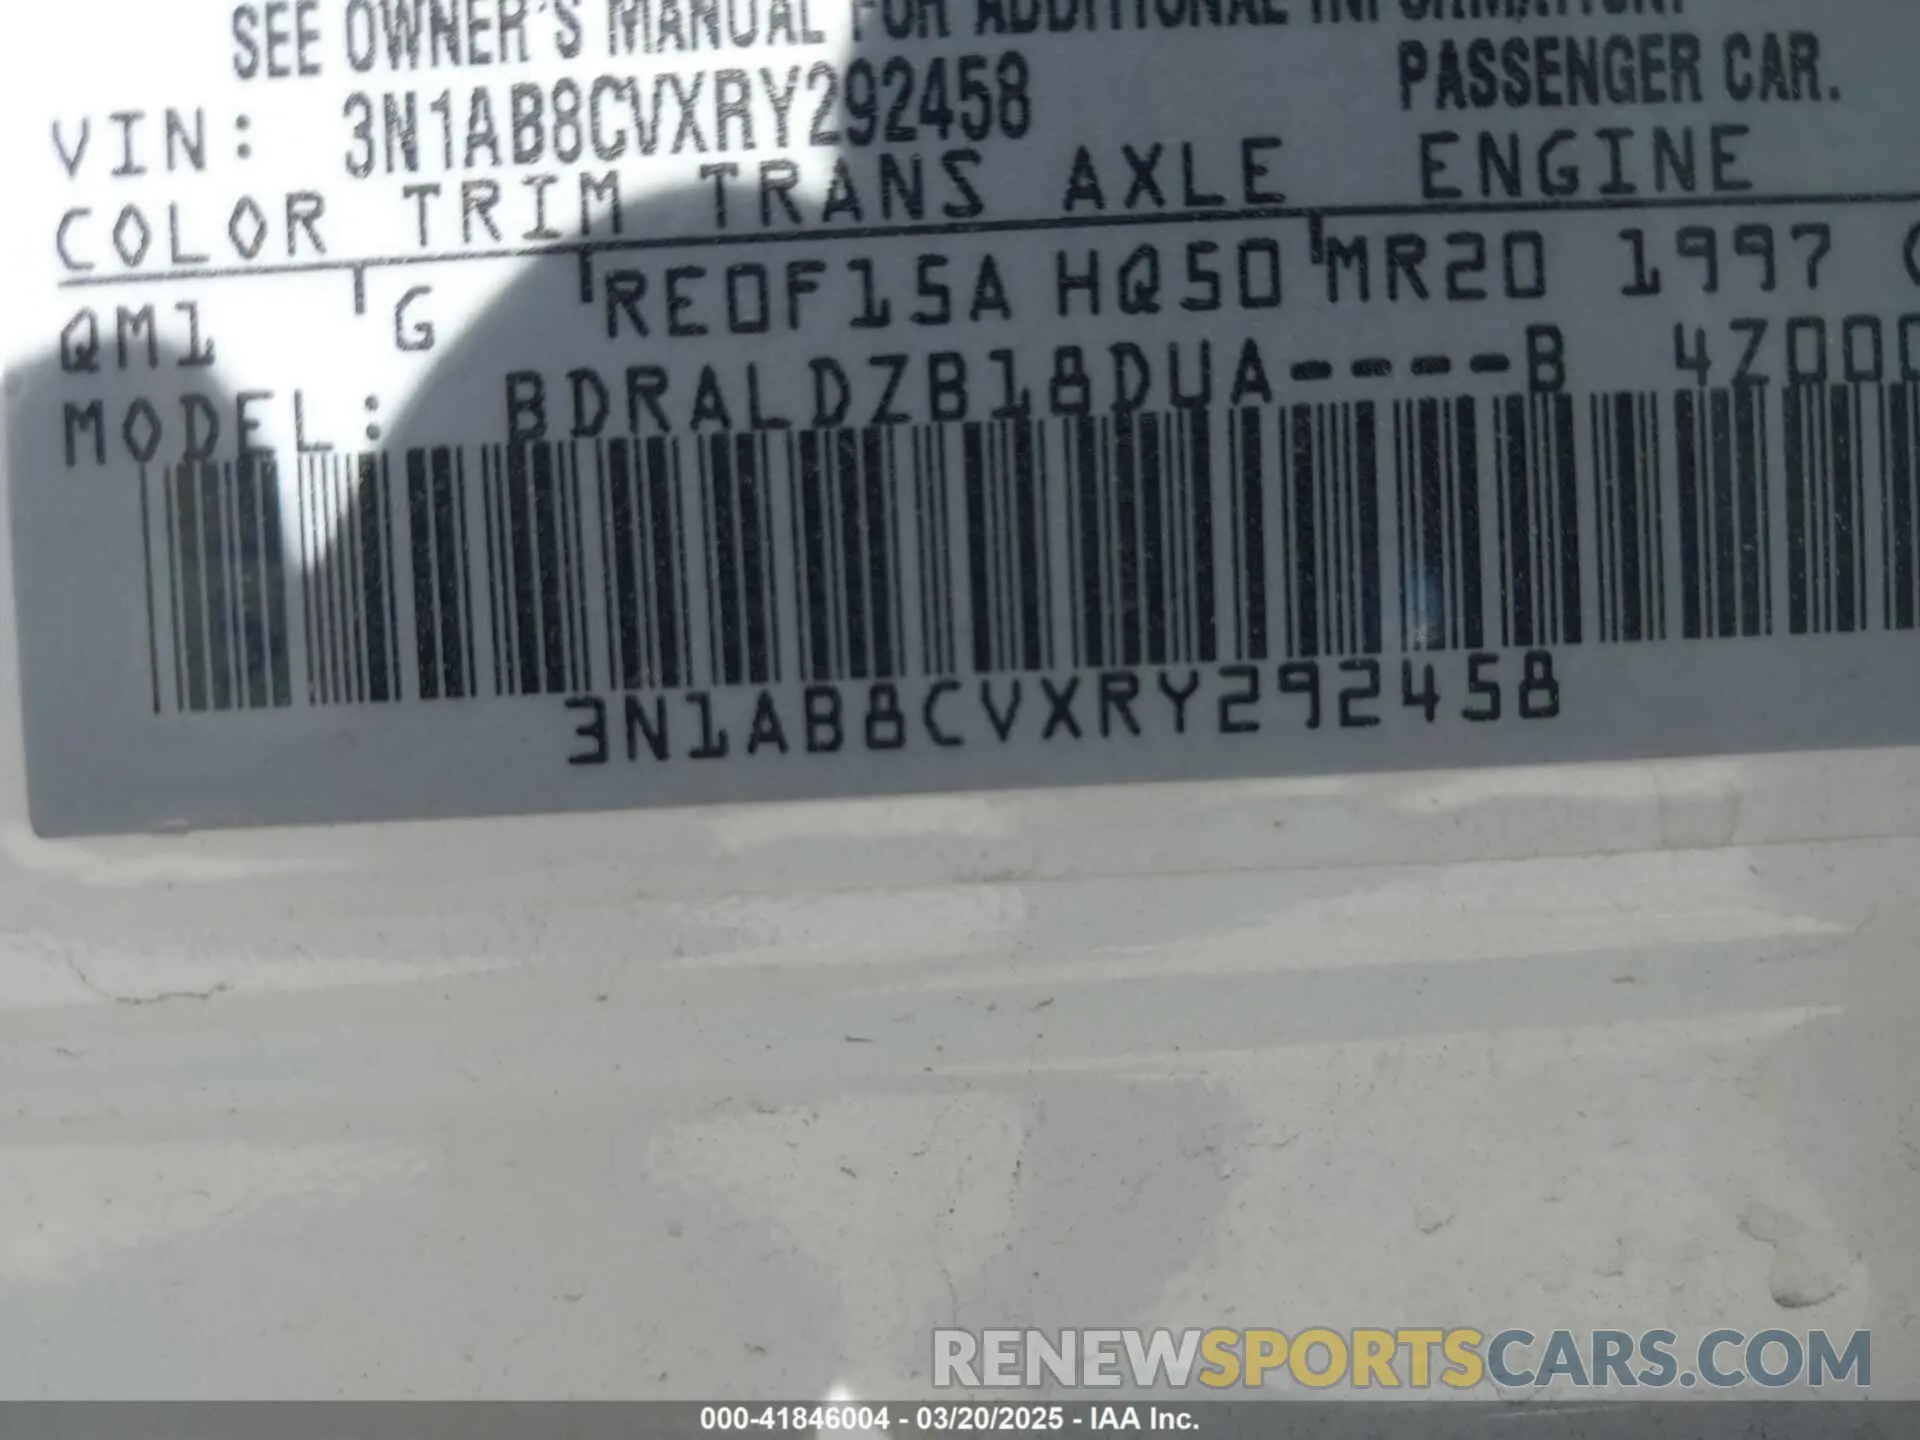 SEE OWNER'S MANUAL FOR ADDITIONAL INFORMATION.
VIN: 3N1AB8CVXRY292458 PASSENGER CAR.
COLOR TRIM TRANS AXLE ENGINE
QM1 G RE0F15A HQ50 MR20 1997
MODEL: BDRALDZB18DUA----B 4Z000
3N1AB8CVXRY292458
RENEWSPORTSCARS.COM
000-41846004 - 03/20/2025 - IAA Inc.